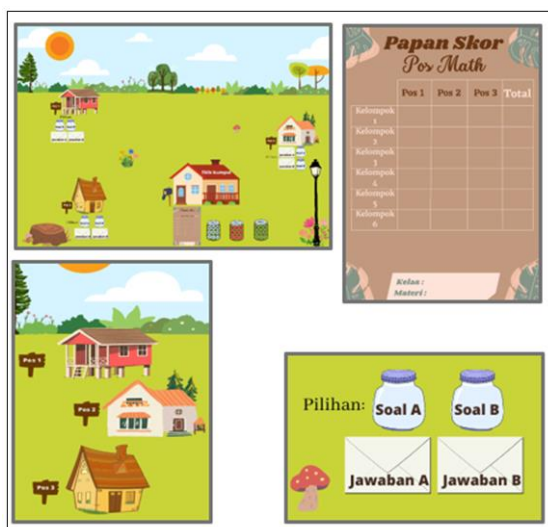 Papan Skor
Pos Math
Pos 1 Pos 2 Pos 3 Total
Kelompok
1
Kelompok
2
Kelompok
3
Kelompok
4
Kelompok
5
Kelompok
6
Kelas :
Materi :
Pos 1
Pos 2
Pos 3
Pilihan:
Soal A
Soal B
Jawaban A
Jawaban B